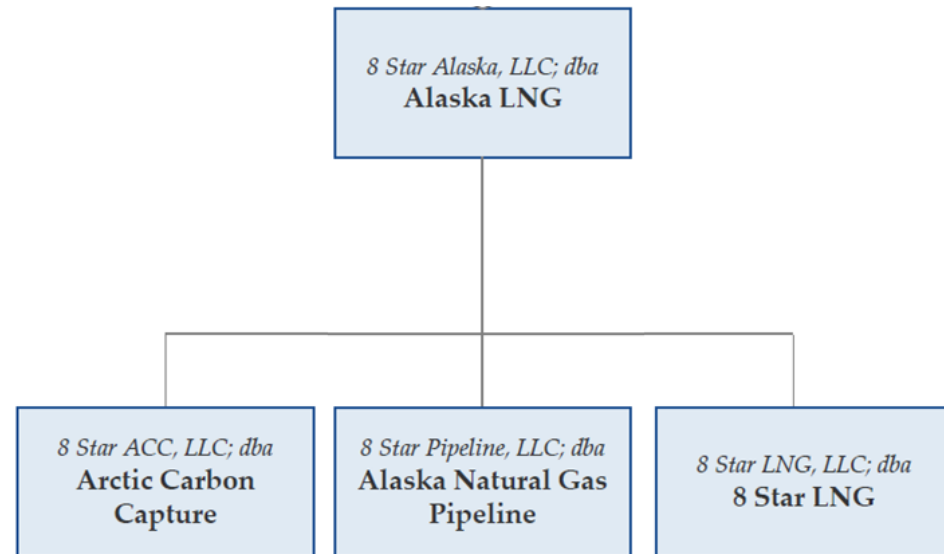 8 Star Alaska, LLC; dba
Alaska LNG
8 Star ACC, LLC; dba
Arctic Carbon
Capture
8 Star Pipeline, LLC; dba
Alaska Natural Gas
Pipeline
8 Star LNG, LLC; dba
8 Star LNG